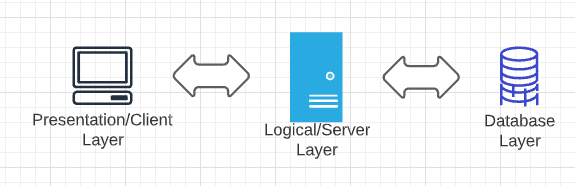 Presentation/Client
Layer
Logical/Server
Layer
Database
Layer